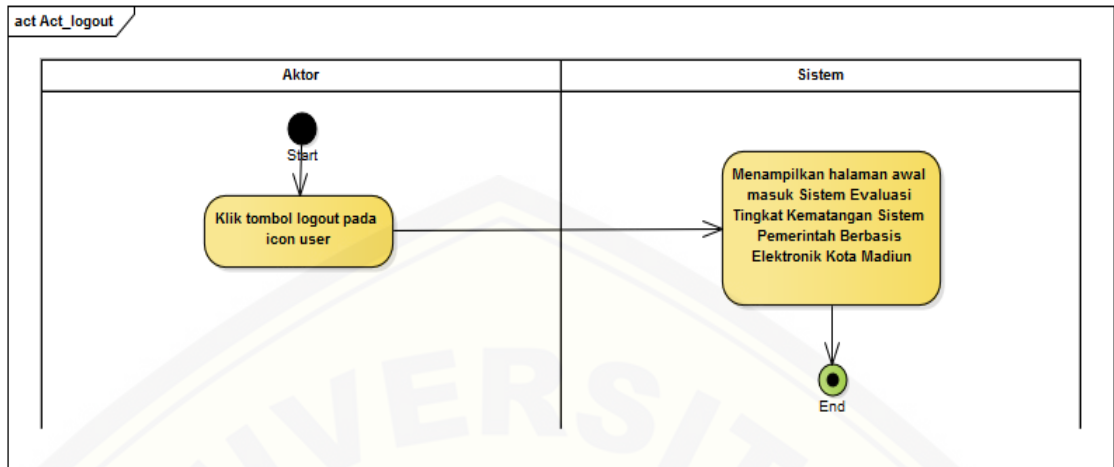 act Act_logout
Aktor
Sistem
Start
Klik tombol logout pada
icon user
Menampilkan halaman awal
masuk Sistem Evaluasi
Tingkat Kematangan Sistem
Pemerintah Berbasis
Elektronik Kota Madiun
End
UNIVERSIT